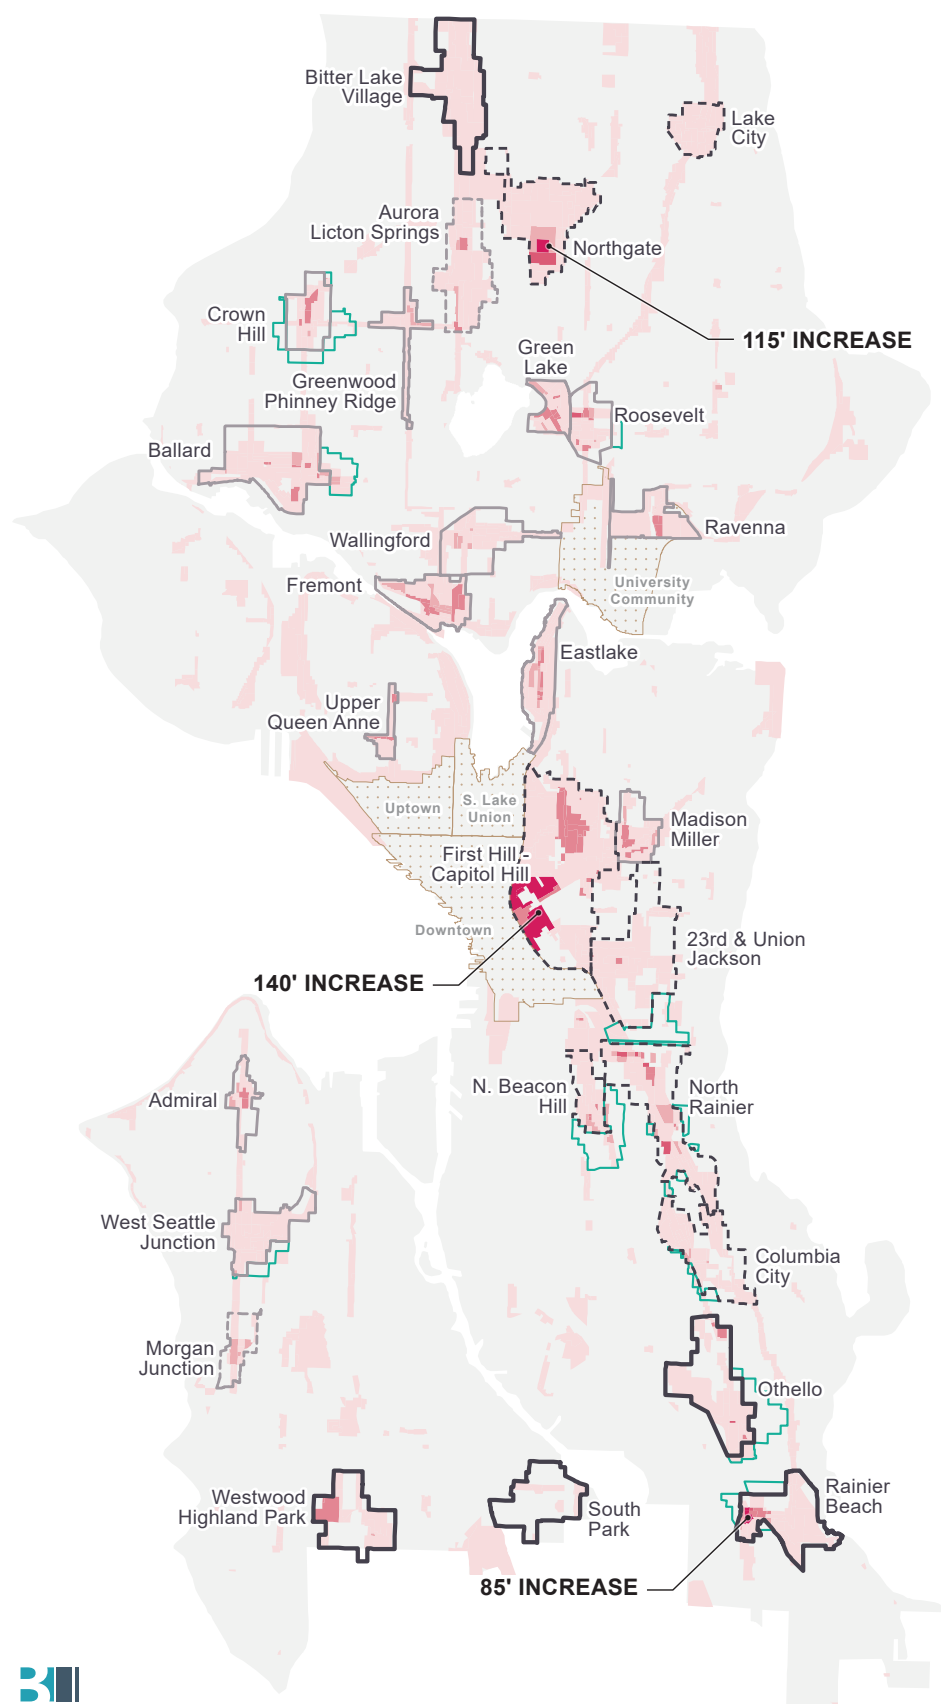 Bitter Lake
Village
Lake
City
Aurora
Licton Springs
Northgate
Crown
Hill
115' INCREASE
Green
Lake
Greenwood
Phinney Ridge
Roosevelt
Ballard
Ravenna
Wallingford
Fremont
University
Community
Eastlake
Upper
Queen Anne
Uptown
S. Lake
Union
Madison
Miller
First Hill -
Capitol Hill
Downtown
23rd & Union
Jackson
140' INCREASE
N. Beacon
Hill
North
Rainier
Admiral
West Seattle
Junction
Columbia
City
Morgan
Junction
Othello
Westwood
Highland Park
South
Park
Rainier
Beach
85' INCREASE